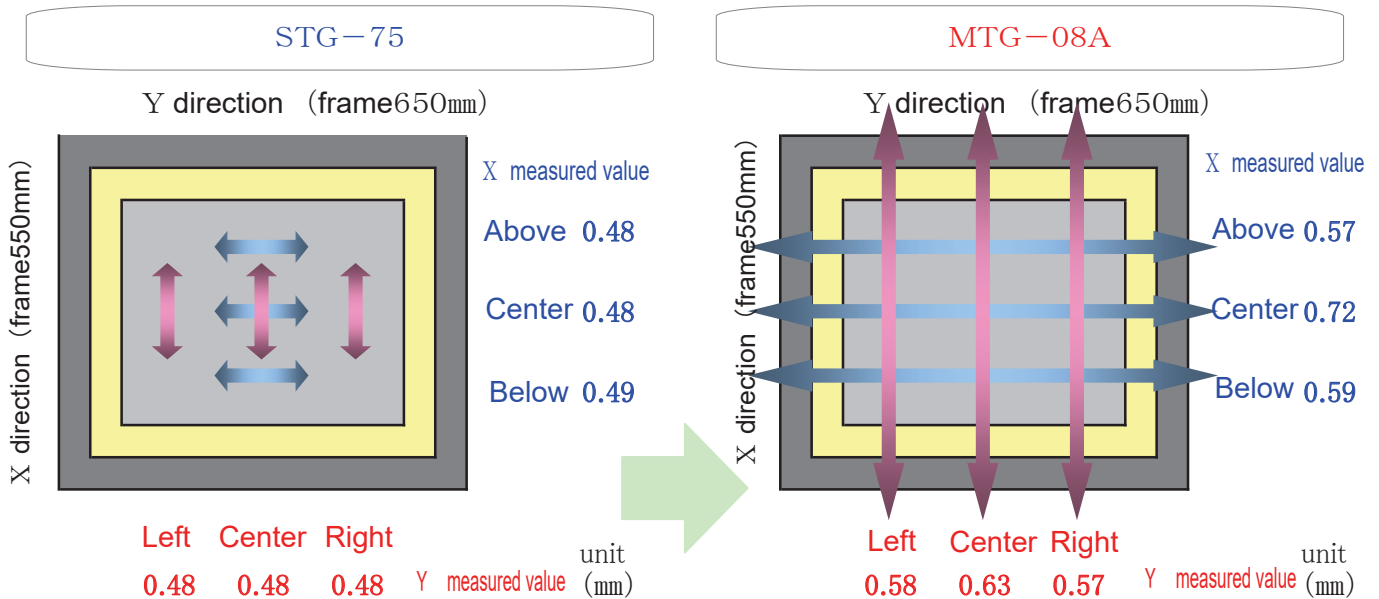 STG−75
Y direction (frame650mm)
X direction (frame550mm)
X measured value
Above 0.48
Center 0.48
Below 0.49
Left Center Right
0.48 0.48 0.48 Y measured value
unit
(mm)
MTG−08A
Y direction (frame650mm)
X direction (frame550mm)
X measured value
Above 0.57
Center 0.72
Below 0.59
Left Center Right
0.58 0.63 0.57 Y measured value
unit
(mm)